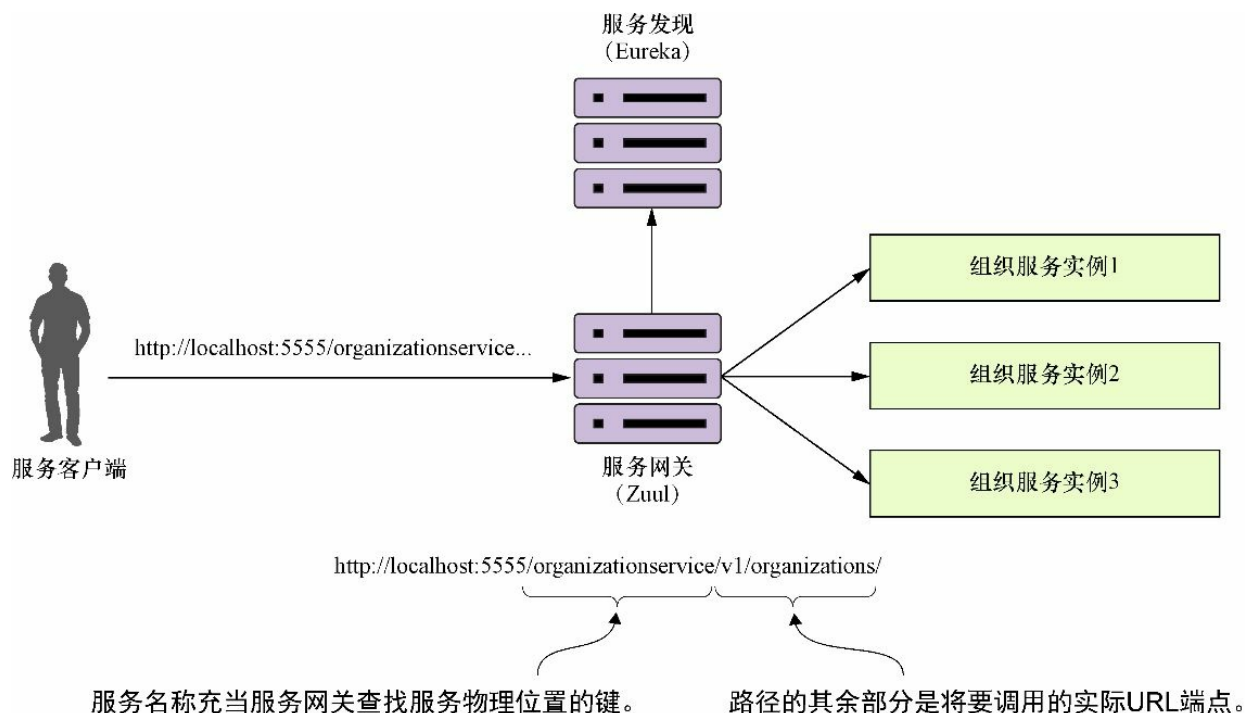 服务发现
（Eureka）
http://localhost:5555/organizationservice...
服务客户端
服务网关
（Zuul）
组织服务实例1
组织服务实例2
组织服务实例3
http://localhost:5555/organizationservice/v1/organizations/
服务名称充当服务网关查找服务物理位置的键。
路径的其余部分是将要调用的实际URL端点。